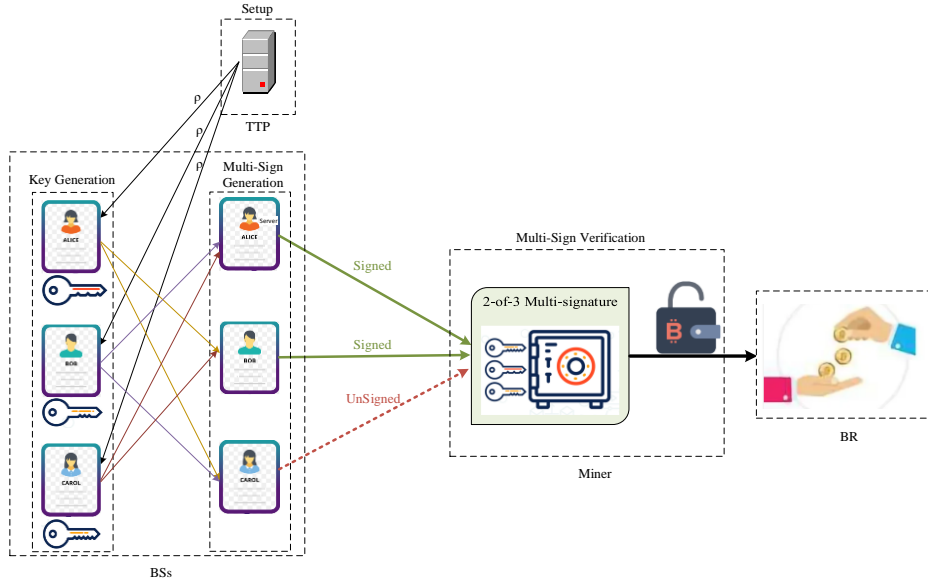 Setup
TTP
ρ
ρ
ρ
Key Generation
Multi-Sign
Generation
ALICE
BOB
CAROL
Server
ALICE
BOB
CAROL
BSs
Signed
Signed
UnSigned
Multi-Sign Verification
2-of-3 Multi-signature
Miner
BR